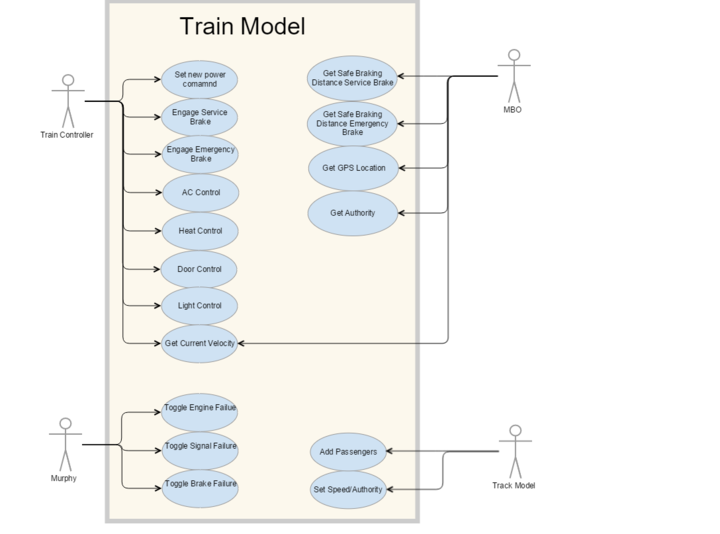 Train Model
Train Controller
Set new power
comamnd
Engage Service
Brake
Engage Emergency
Brake
AC Control
Heat Control
Door Control
Light Control
Get Current Velocity
Get Safe Braking
Distance Service Brake
Get Safe Braking
Distance Emergency
Brake
Get GPS Location
Get Authority
MBO
Murphy
Toggle Engine Failue
Toggle Signal Failure
Toggle Brake Failure
Add Passengers
Set Speed/Authority
Track Model